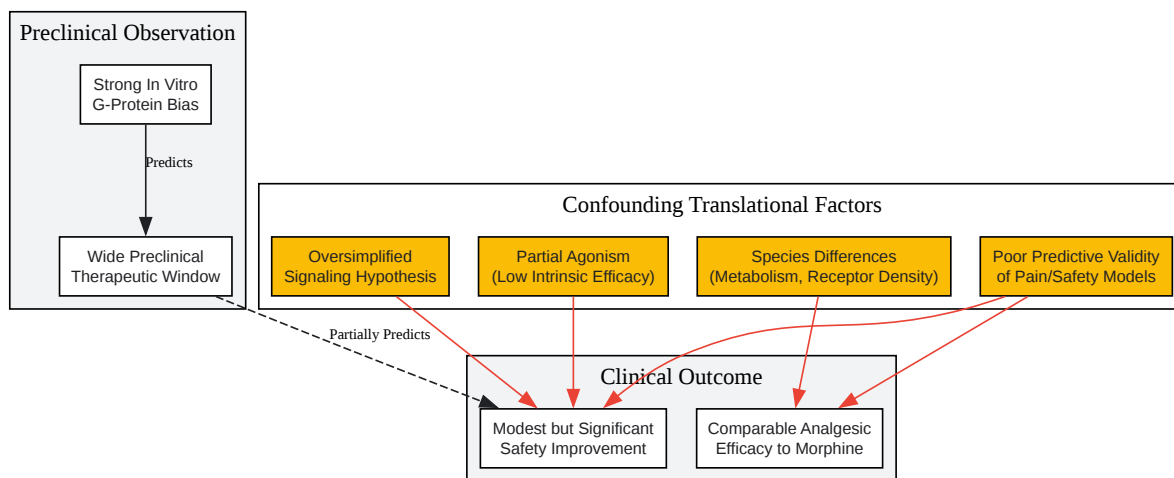 Preclinical Observation
Strong In Vitro
G-Protein Bias
Predicts
Wide Preclinical
Therapeutic Window
Confounding Translational Factors
Oversimplified
Signaling Hypothesis
Partial Agonism
(Low Intrinsic Efficacy)
Species Differences
(Metabolism, Receptor Density)
Poor Predictive Validity
of Pain/Safety Models
Partially Predicts
Clinical Outcome
Modest but Significant
Safety Improvement
Comparable Analgesic
Efficacy to Morphine